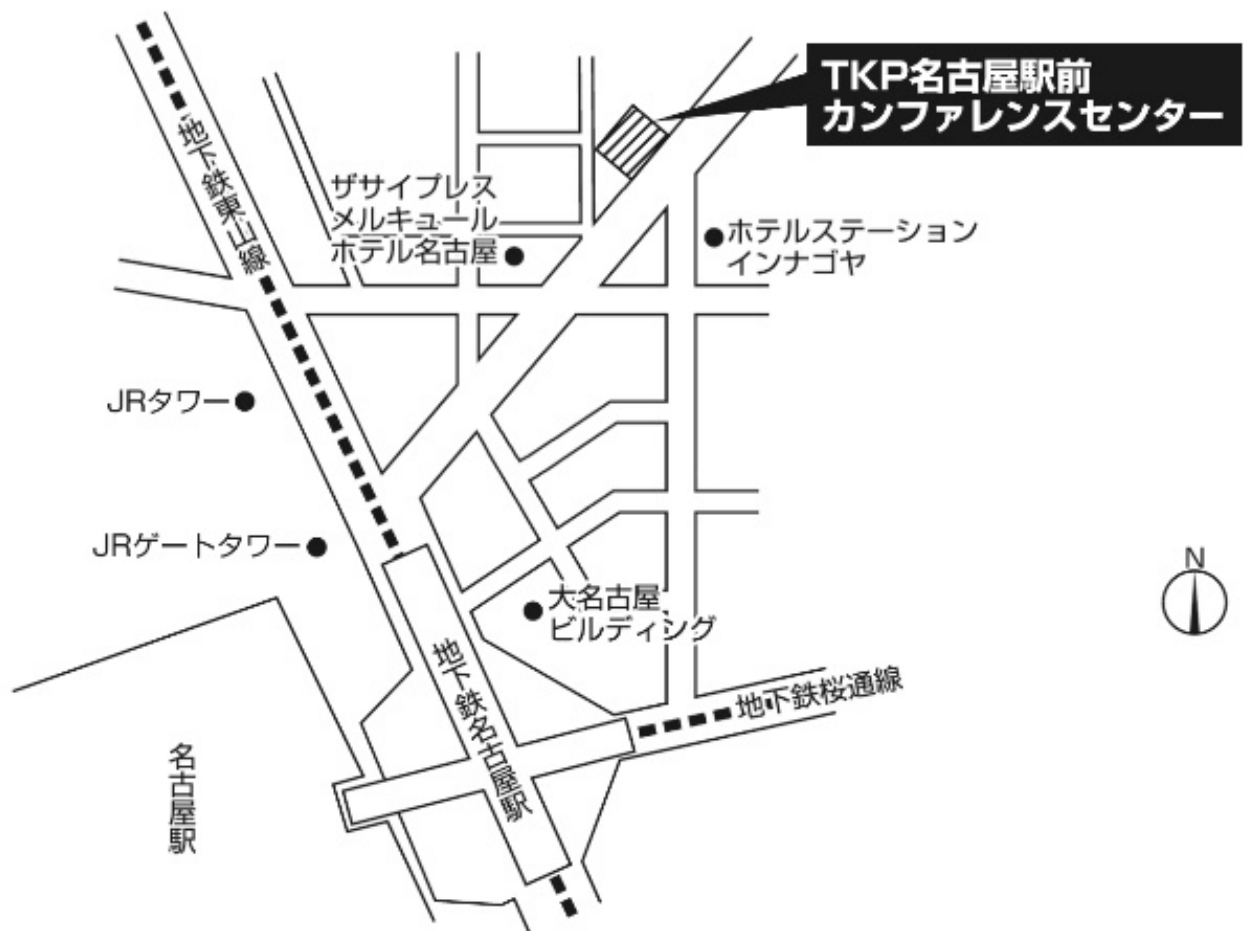 TKP名古屋駅前
カンファレンスセンター
地下鉄東山線
ザサイプレス
メルキュール
ホテル名古屋
ホテルステーション
インナゴヤ
JRタワー
JRゲートタワー
N
大名古屋
ビルディング
地下鉄名古屋駅
地下鉄桜通線
名古屋駅